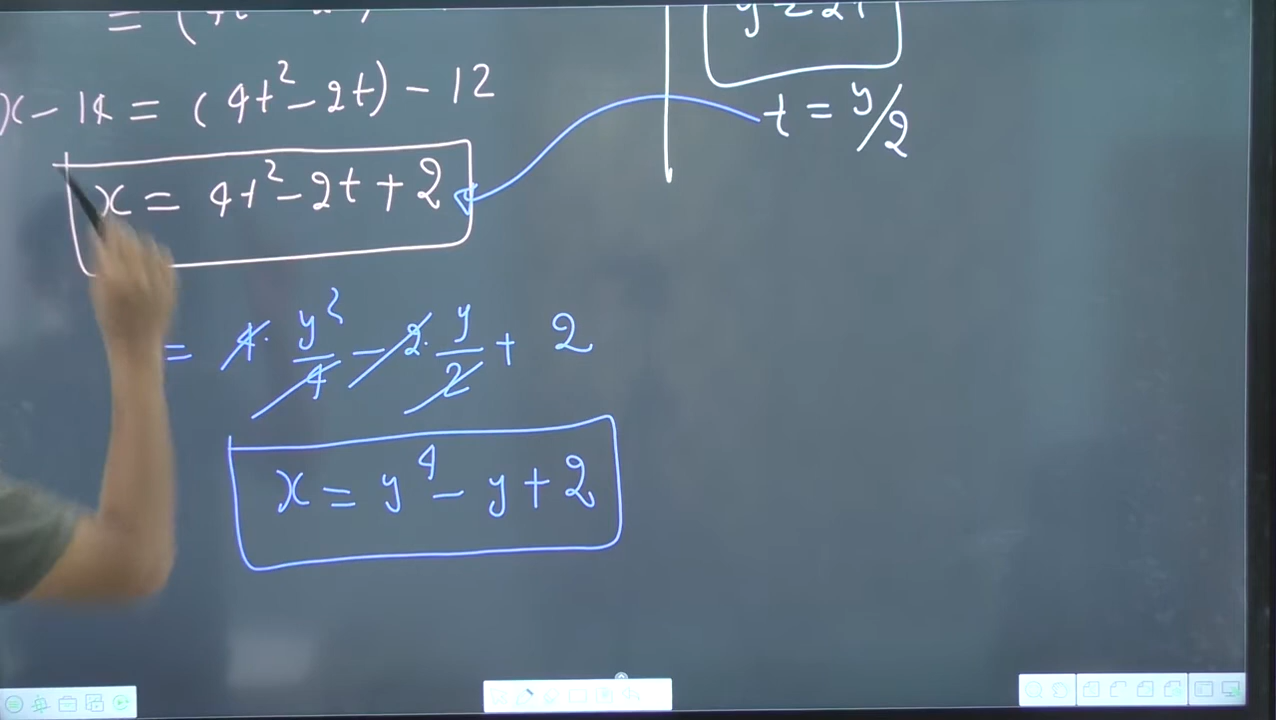 x - 14 = (4t² - 2t) - 12
x = 4t² - 2t + 2
t = y/2
= 4· y²/4 - 2· y/2 + 2
x = y⁴ - y + 2